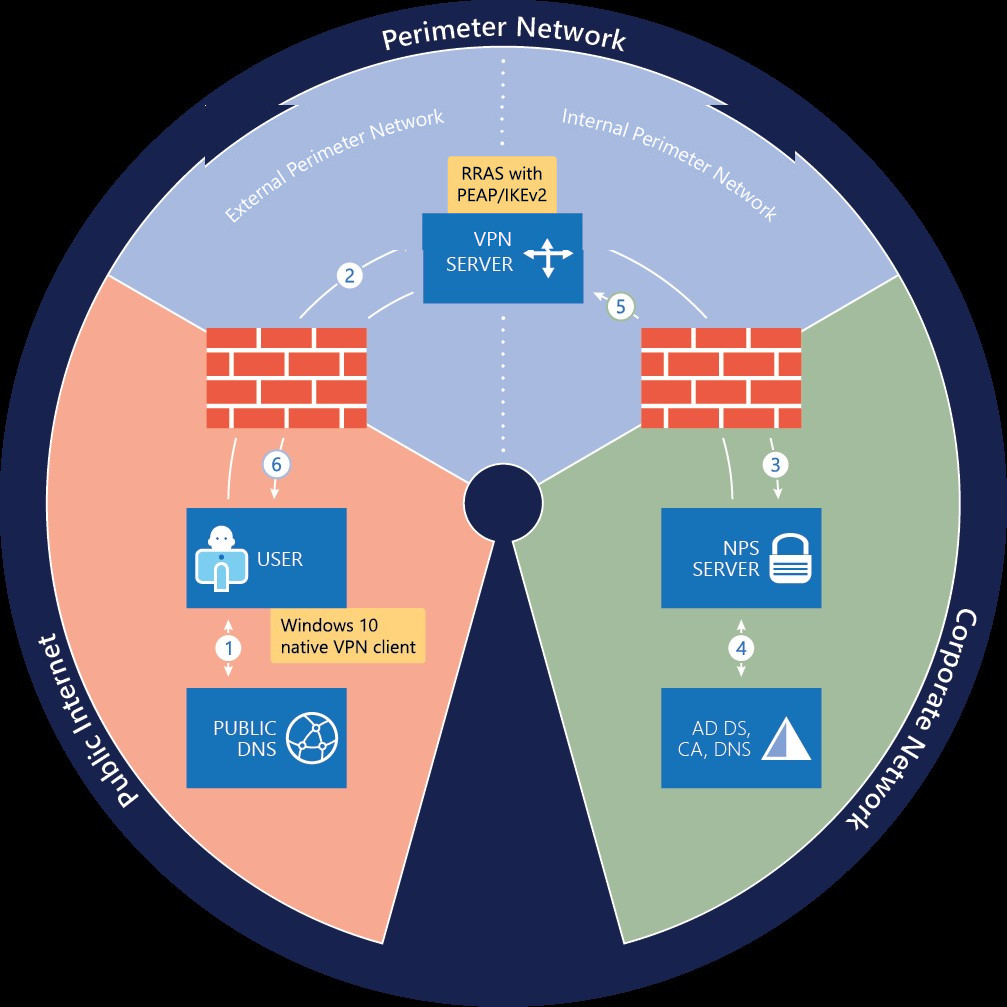 Perimeter Network
External Perimeter Network
Internal Perimeter Network
RRAS with
PEAP/IKEv2
VPN
SERVER
2
5
6
3
USER
NPS
SERVER
Windows 10
native VPN client
1
4
PUBLIC
DNS
AD DS,
CA, DNS
Public Internet
Corporate Network